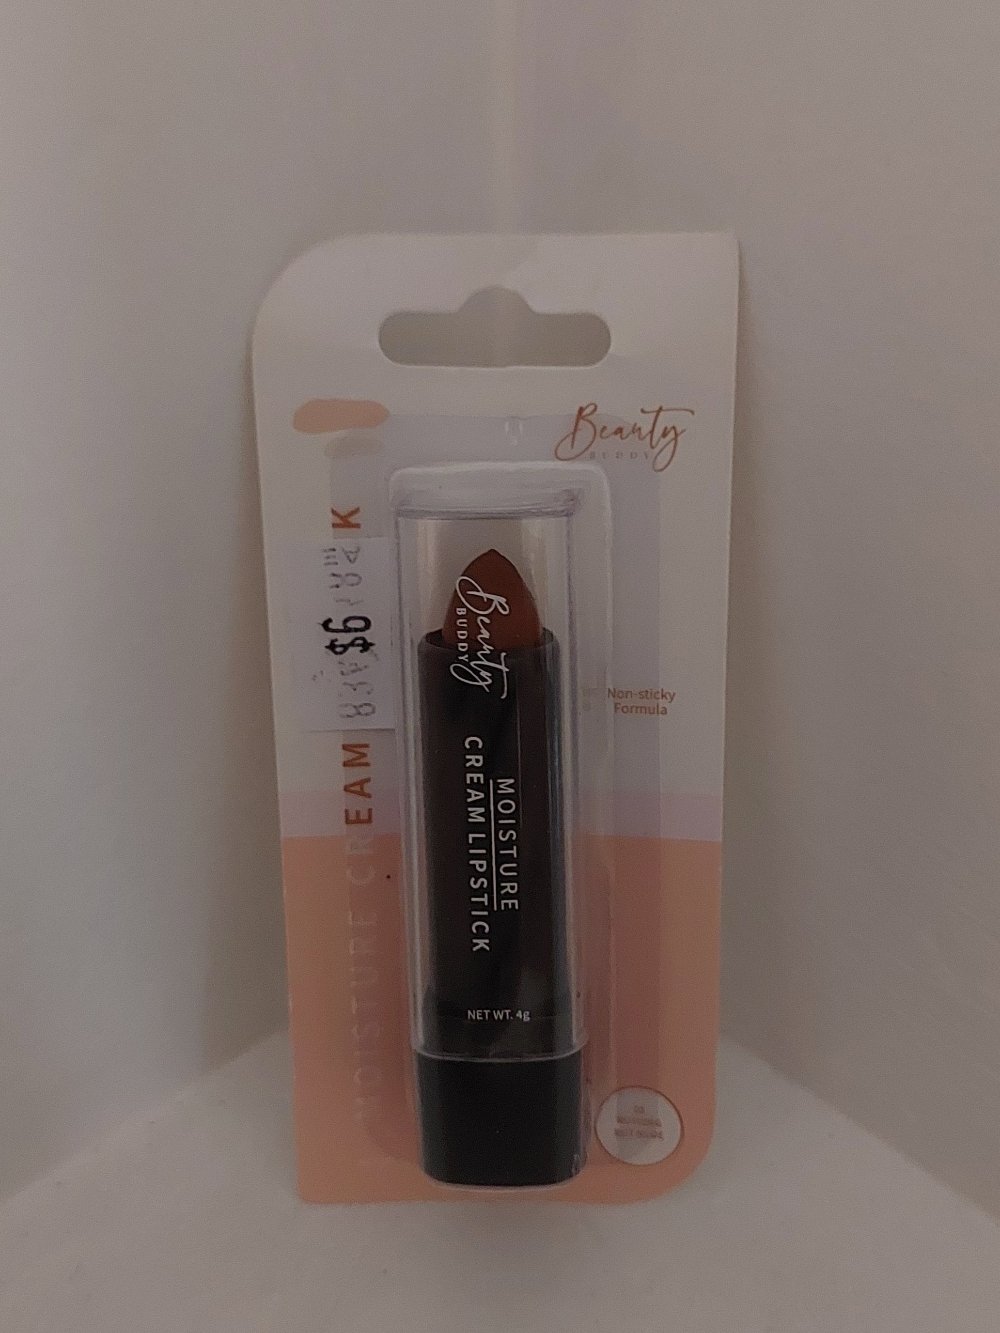 Beauty
BUDDY
MOISTURE CREAM K
$6
Beauty
BUDDY
MOISTURE
CREAM LIPSTICK
NET WT. 4g
Non-sticky
Formula